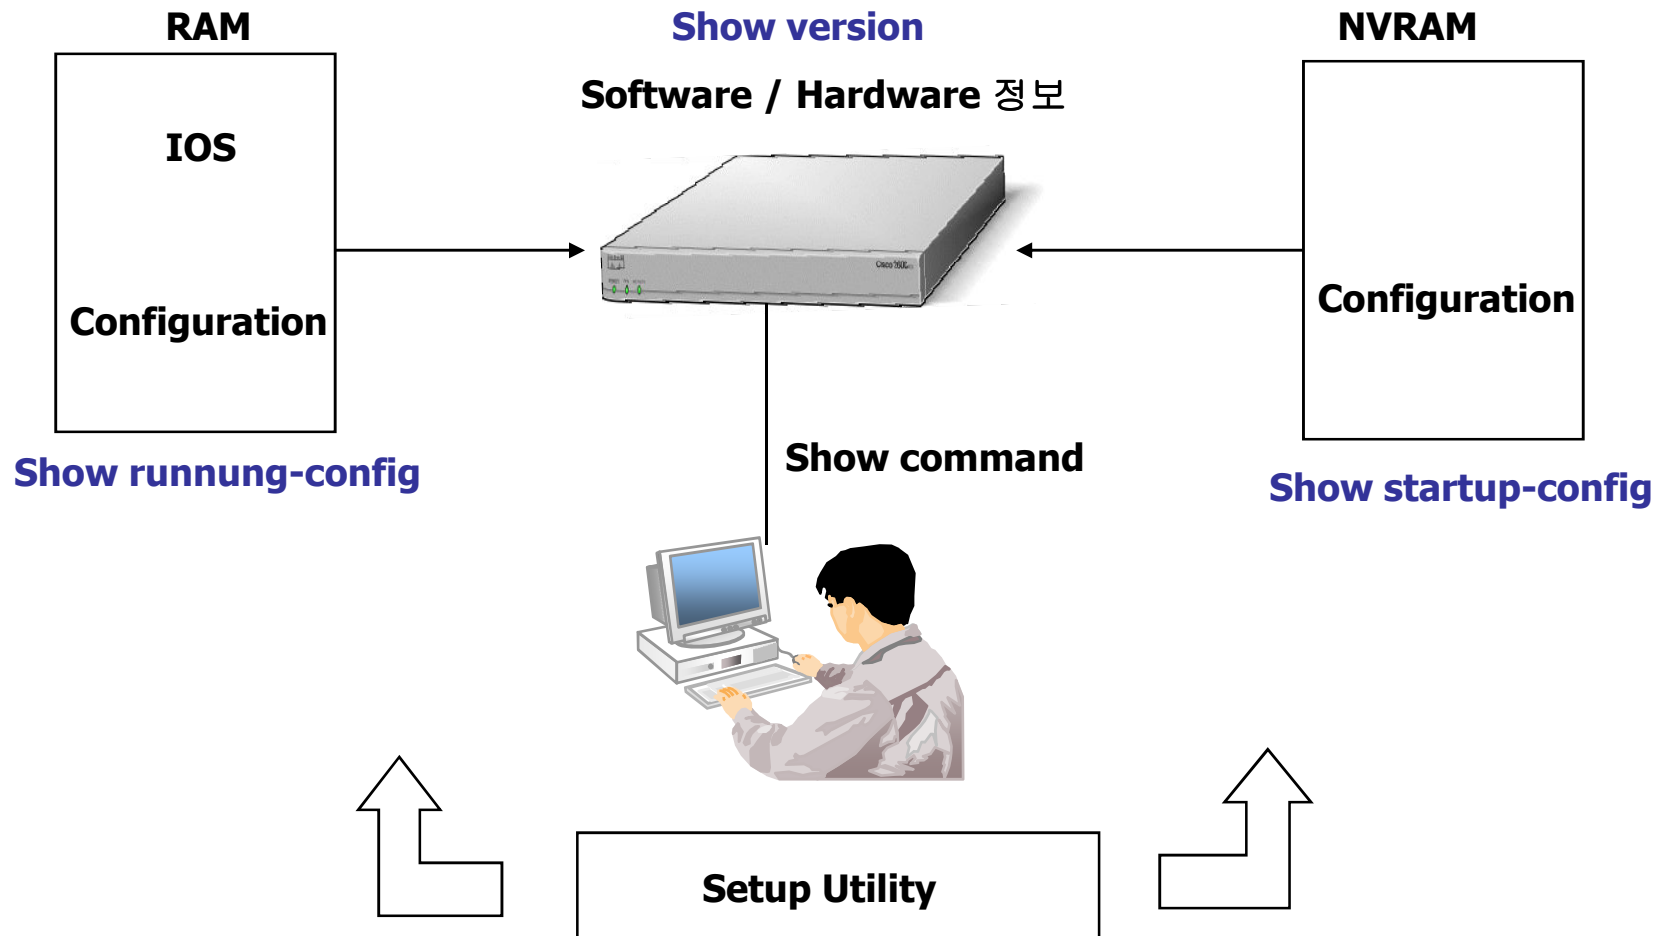 RAM
Show version
NVRAM
Software / Hardware 정보
IOS
Configuration
Configuration
Show command
Show runnung-config
Show startup-config
Setup Utility